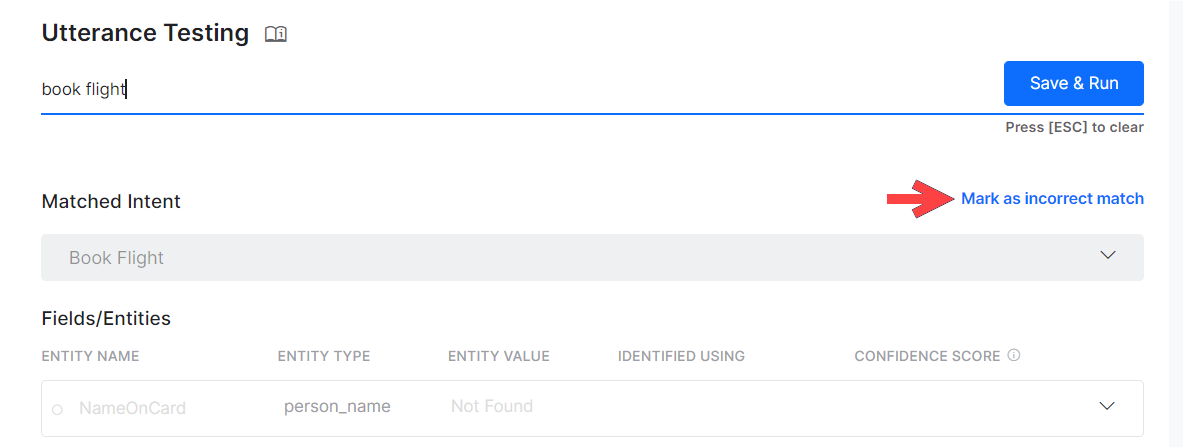 Utterance Testing
book flight
Save & Run
Press [ESC] to clear
Matched Intent
Mark as incorrect match
Book Flight
Fields/Entities
ENTITY NAME ENTITY TYPE ENTITY VALUE IDENTIFIED USING CONFIDENCE SCORE
NameOnCard person_name Not Found